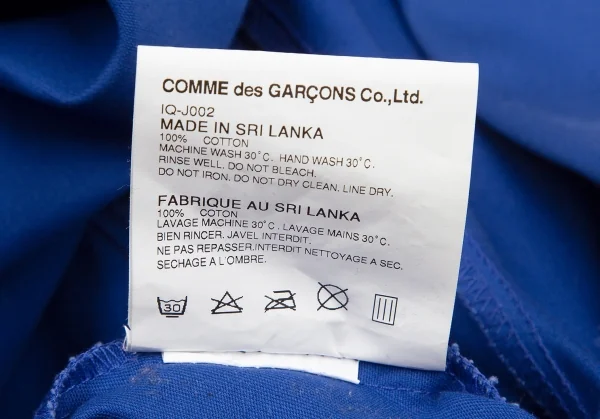 COMME des GARÇONS Co.,Ltd.
IQ-J002
MADE IN SRI LANKA
100% COTTON
MACHINE WASH 30°C. HAND WASH 30°C.
RINSE WELL. DO NOT BLEACH.
DO NOT IRON. DO NOT DRY CLEAN. LINE DRY.
FABRIQUE AU SRI LANKA
100% COTON
LAVAGE MACHINE 30°C. LAVAGE MAINS 30°C.
BIEN RINCER. JAVEL INTERDIT.
NE PAS REPASSER.INTERDIT NETTOYAGE A SEC.
SECHAGE A L'OMBRE.
30